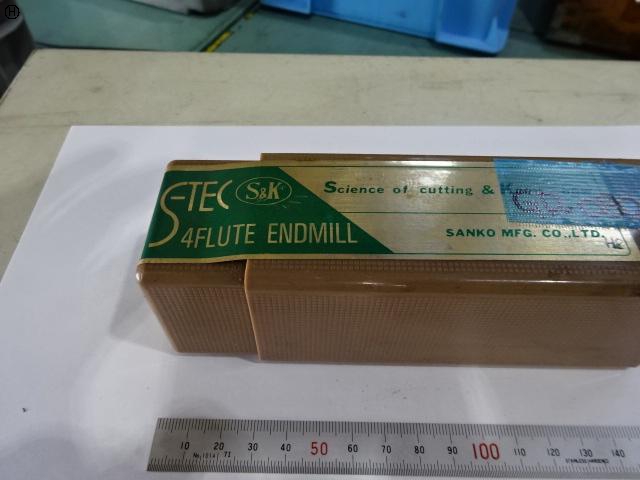 S-TEC
S&K
4FLUTE ENDMILL
Science of cutting &
SANKO MFG. CO.,LTD.
10 20 30 40 50 60 70 80 90 100 110 120 130 140